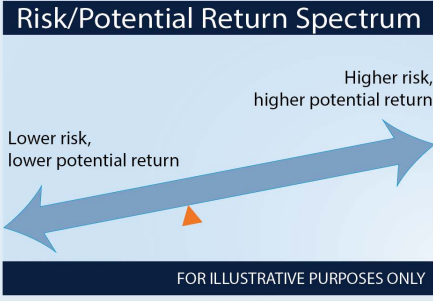 Risk/Potential Return Spectrum
Higher risk,
higher potential return
Lower risk,
lower potential return
FOR ILLUSTRATIVE PURPOSES ONLY